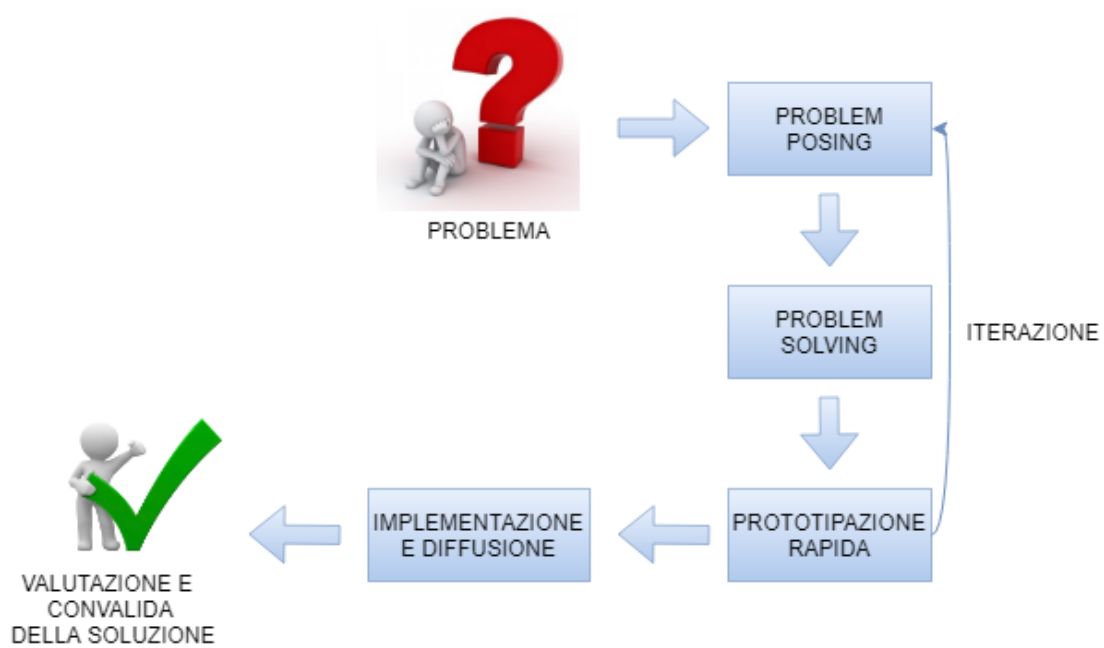 PROBLEMA
PROBLEM
POSING
PROBLEM
SOLVING
ITERAZIONE
PROTOTIPAZIONE
RAPIDA
IMPLEMENTAZIONE
E DIFFUSIONE
VALUTAZIONE E
CONVALIDA
DELLA SOLUZIONE